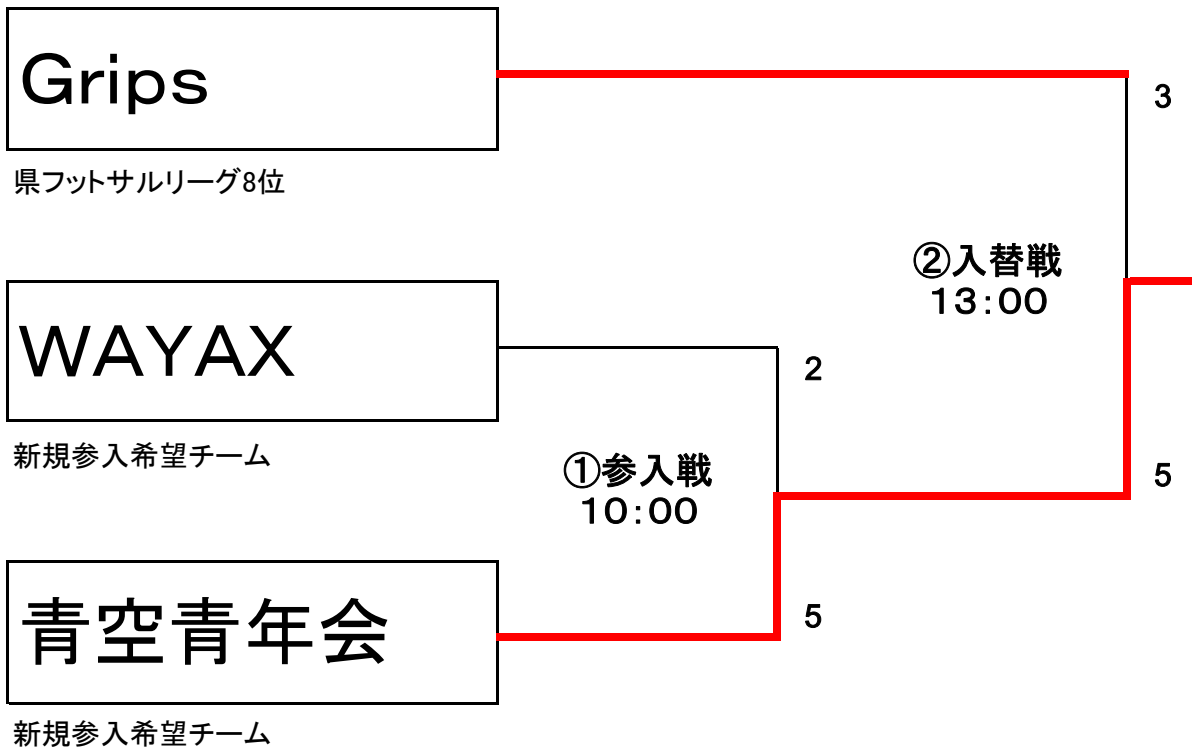 Grips
3
県フットサルリーグ8位
②入替戦
13:00
WAYAX
2
新規参入希望チーム
①参入戦
10:00
5
青空青年会
5
新規参入希望チーム